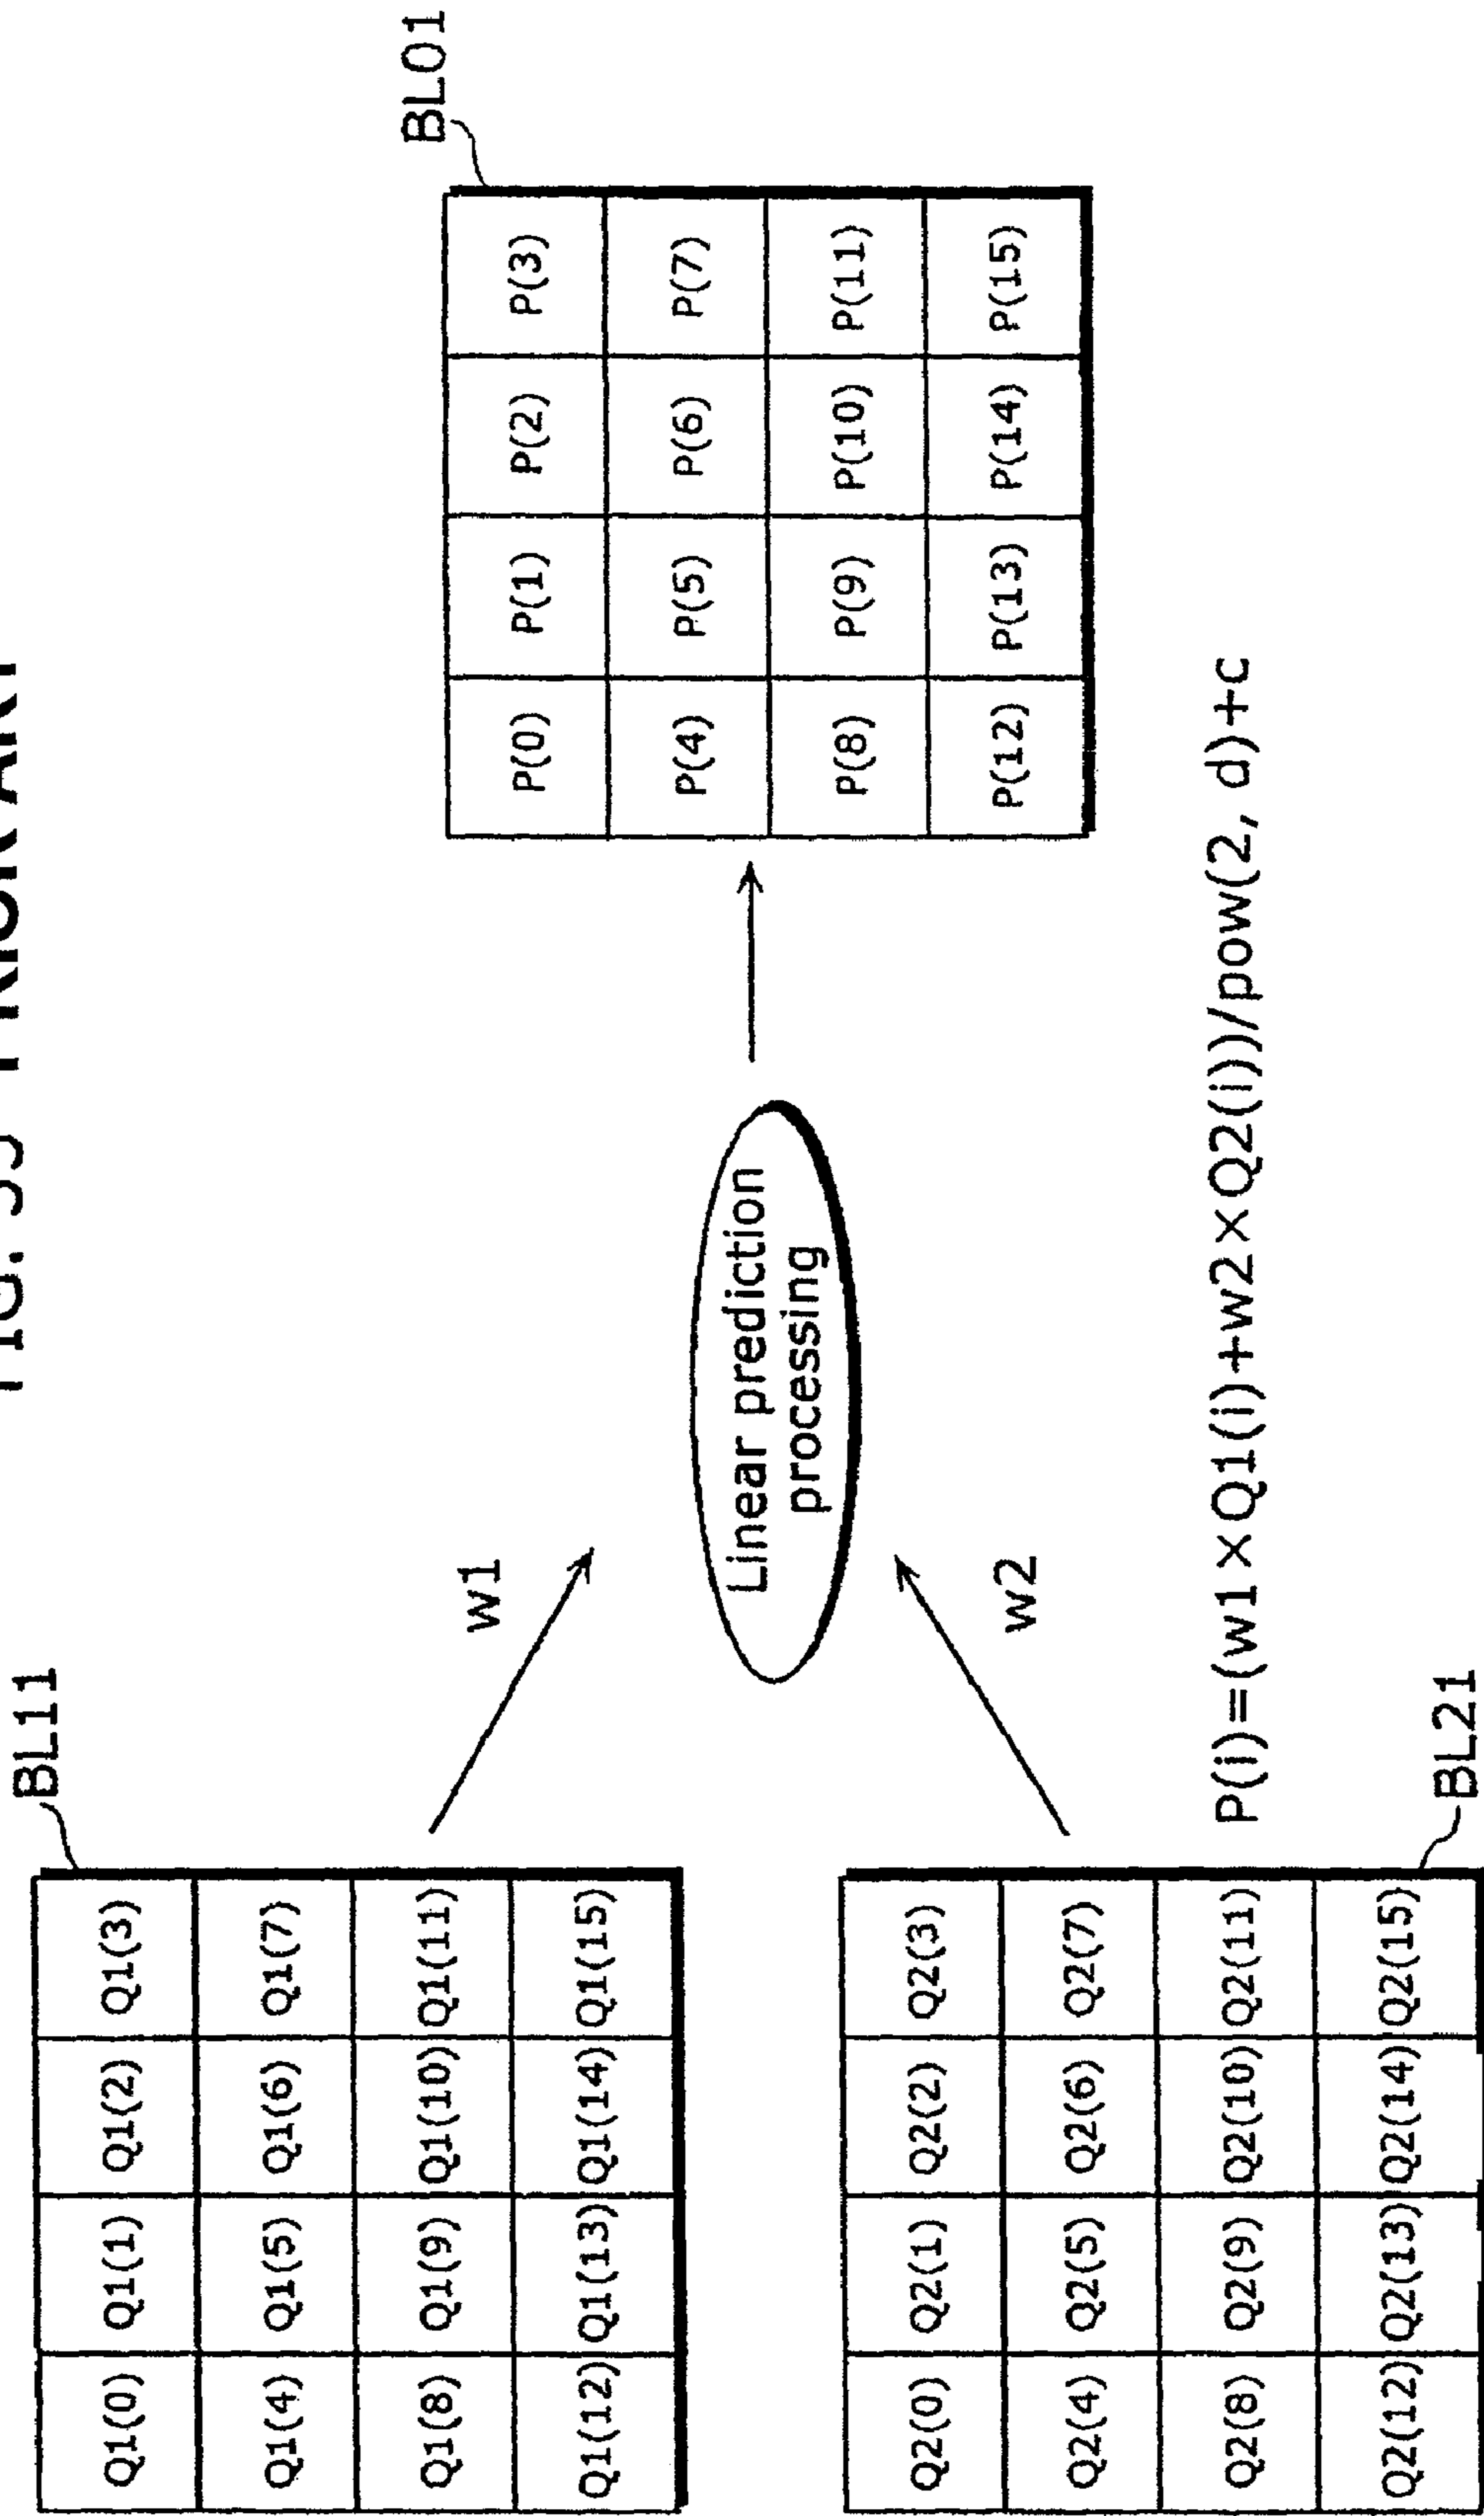 FIG. 55 PRIOR ART
BL11
Q1(0) Q1(1) Q1(2) Q1(3)
Q1(4) Q1(5) Q1(6) Q1(7)
Q1(8) Q1(9) Q1(10) Q1(11)
Q1(12) Q1(13) Q1(14) Q1(15)
w1
Linear prediction
processing
BL01
P(0) P(1) P(2) P(3)
P(4) P(5) P(6) P(7)
P(8) P(9) P(10) P(11)
P(12) P(13) P(14) P(15)
w2
Q2(0) Q2(1) Q2(2) Q2(3)
Q2(4) Q2(5) Q2(6) Q2(7)
Q2(8) Q2(9) Q2(10) Q2(11)
Q2(12) Q2(13) Q2(14) Q2(15)
P(i)=(w1×Q1(i)+w2×Q2(i))/pow(2, d)+c
BL21